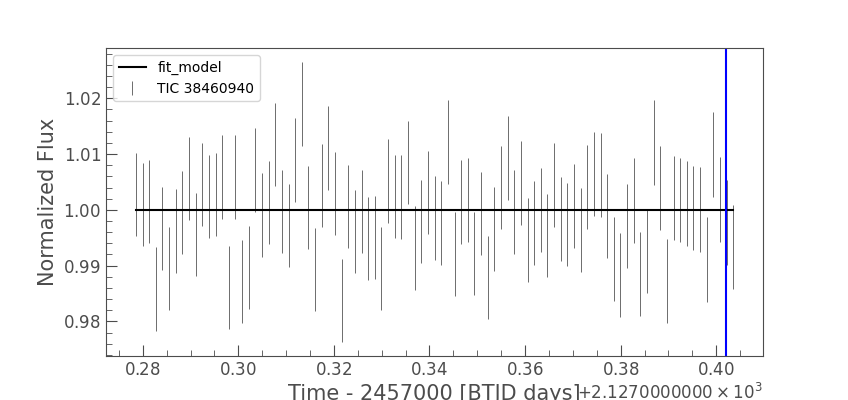 fit_model
TIC 38460940
Normalized Flux
1.02
1.01
1.00
0.99
0.98
0.28 0.30 0.32 0.34 0.36 0.38 0.40
Time - 2457000 [BTJD days]
+2.1270000000 × 10³